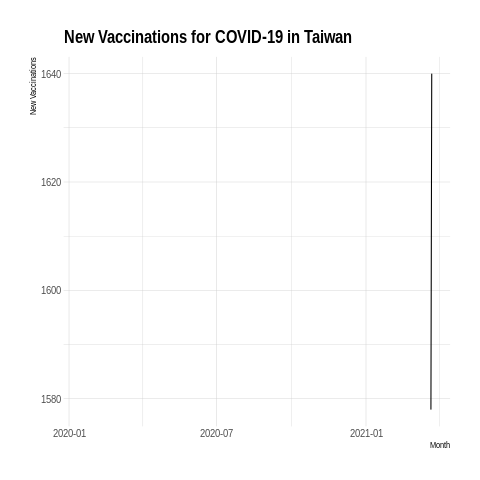 New Vaccinations for COVID-19 in Taiwan
New Vaccinations
1640
1620
1600
1580
2020-01 2020-07 2021-01
Month